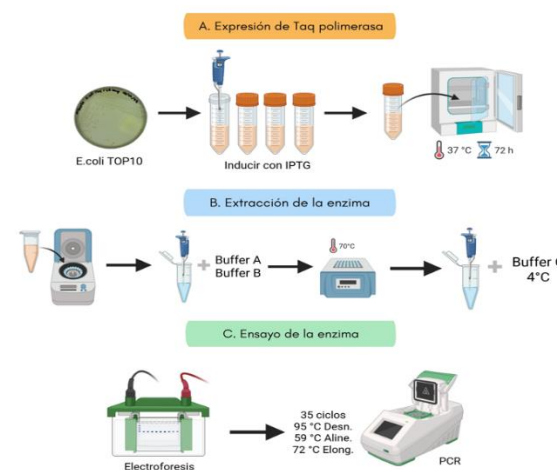 A. Expresión de Taq polimerasa
E.coli TOP10
Inducir con IPTG
37 °C
72 h
B. Extracción de la enzima
Buffer A
Buffer B
70°C
Buffer
4°C
C. Ensayo de la enzima
Electroforesis
35 ciclos
95 °C Desn.
59 °C Aline.
72 °C Elong.
PCR